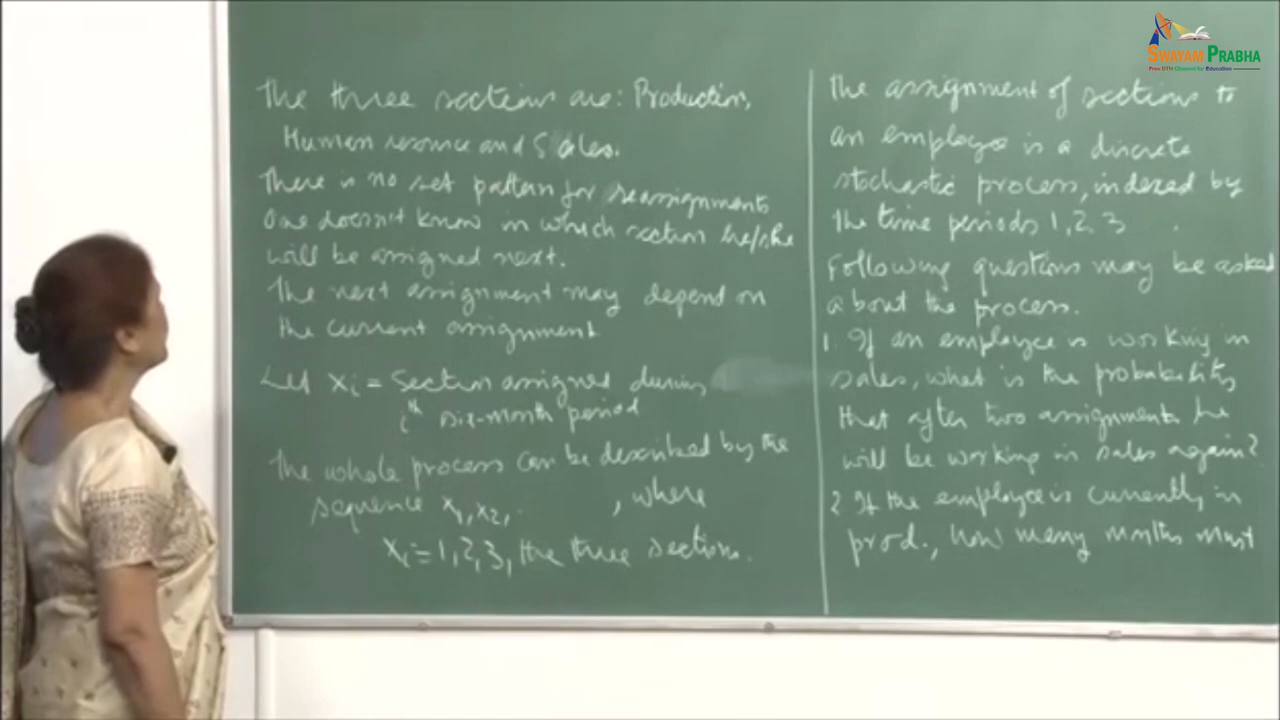 SWAYAM PRABHA
Free DTH Channel for Education
The three sections are: Production,
Human resource and Sales.
There is no set pattern for reassignments
One doesn't know in which section he/she
will be assigned next.
The next assignment may depend on
the current assignment.
Let Xi = Section assigned during
ith six-month period
The whole process can be described by the
sequence X1, X2, . , where
Xi = 1, 2, 3, the three sections.
The assignment of sections to
an employee is a discrete
stochastic process, indexed by
the time periods 1, 2, 3 .
Following questions may be asked
about the process.
1. If an employee is working in
sales, what is the probability
that after two assignments he
will be working in sales again?
2. If the employee is currently in
prod., how many months must